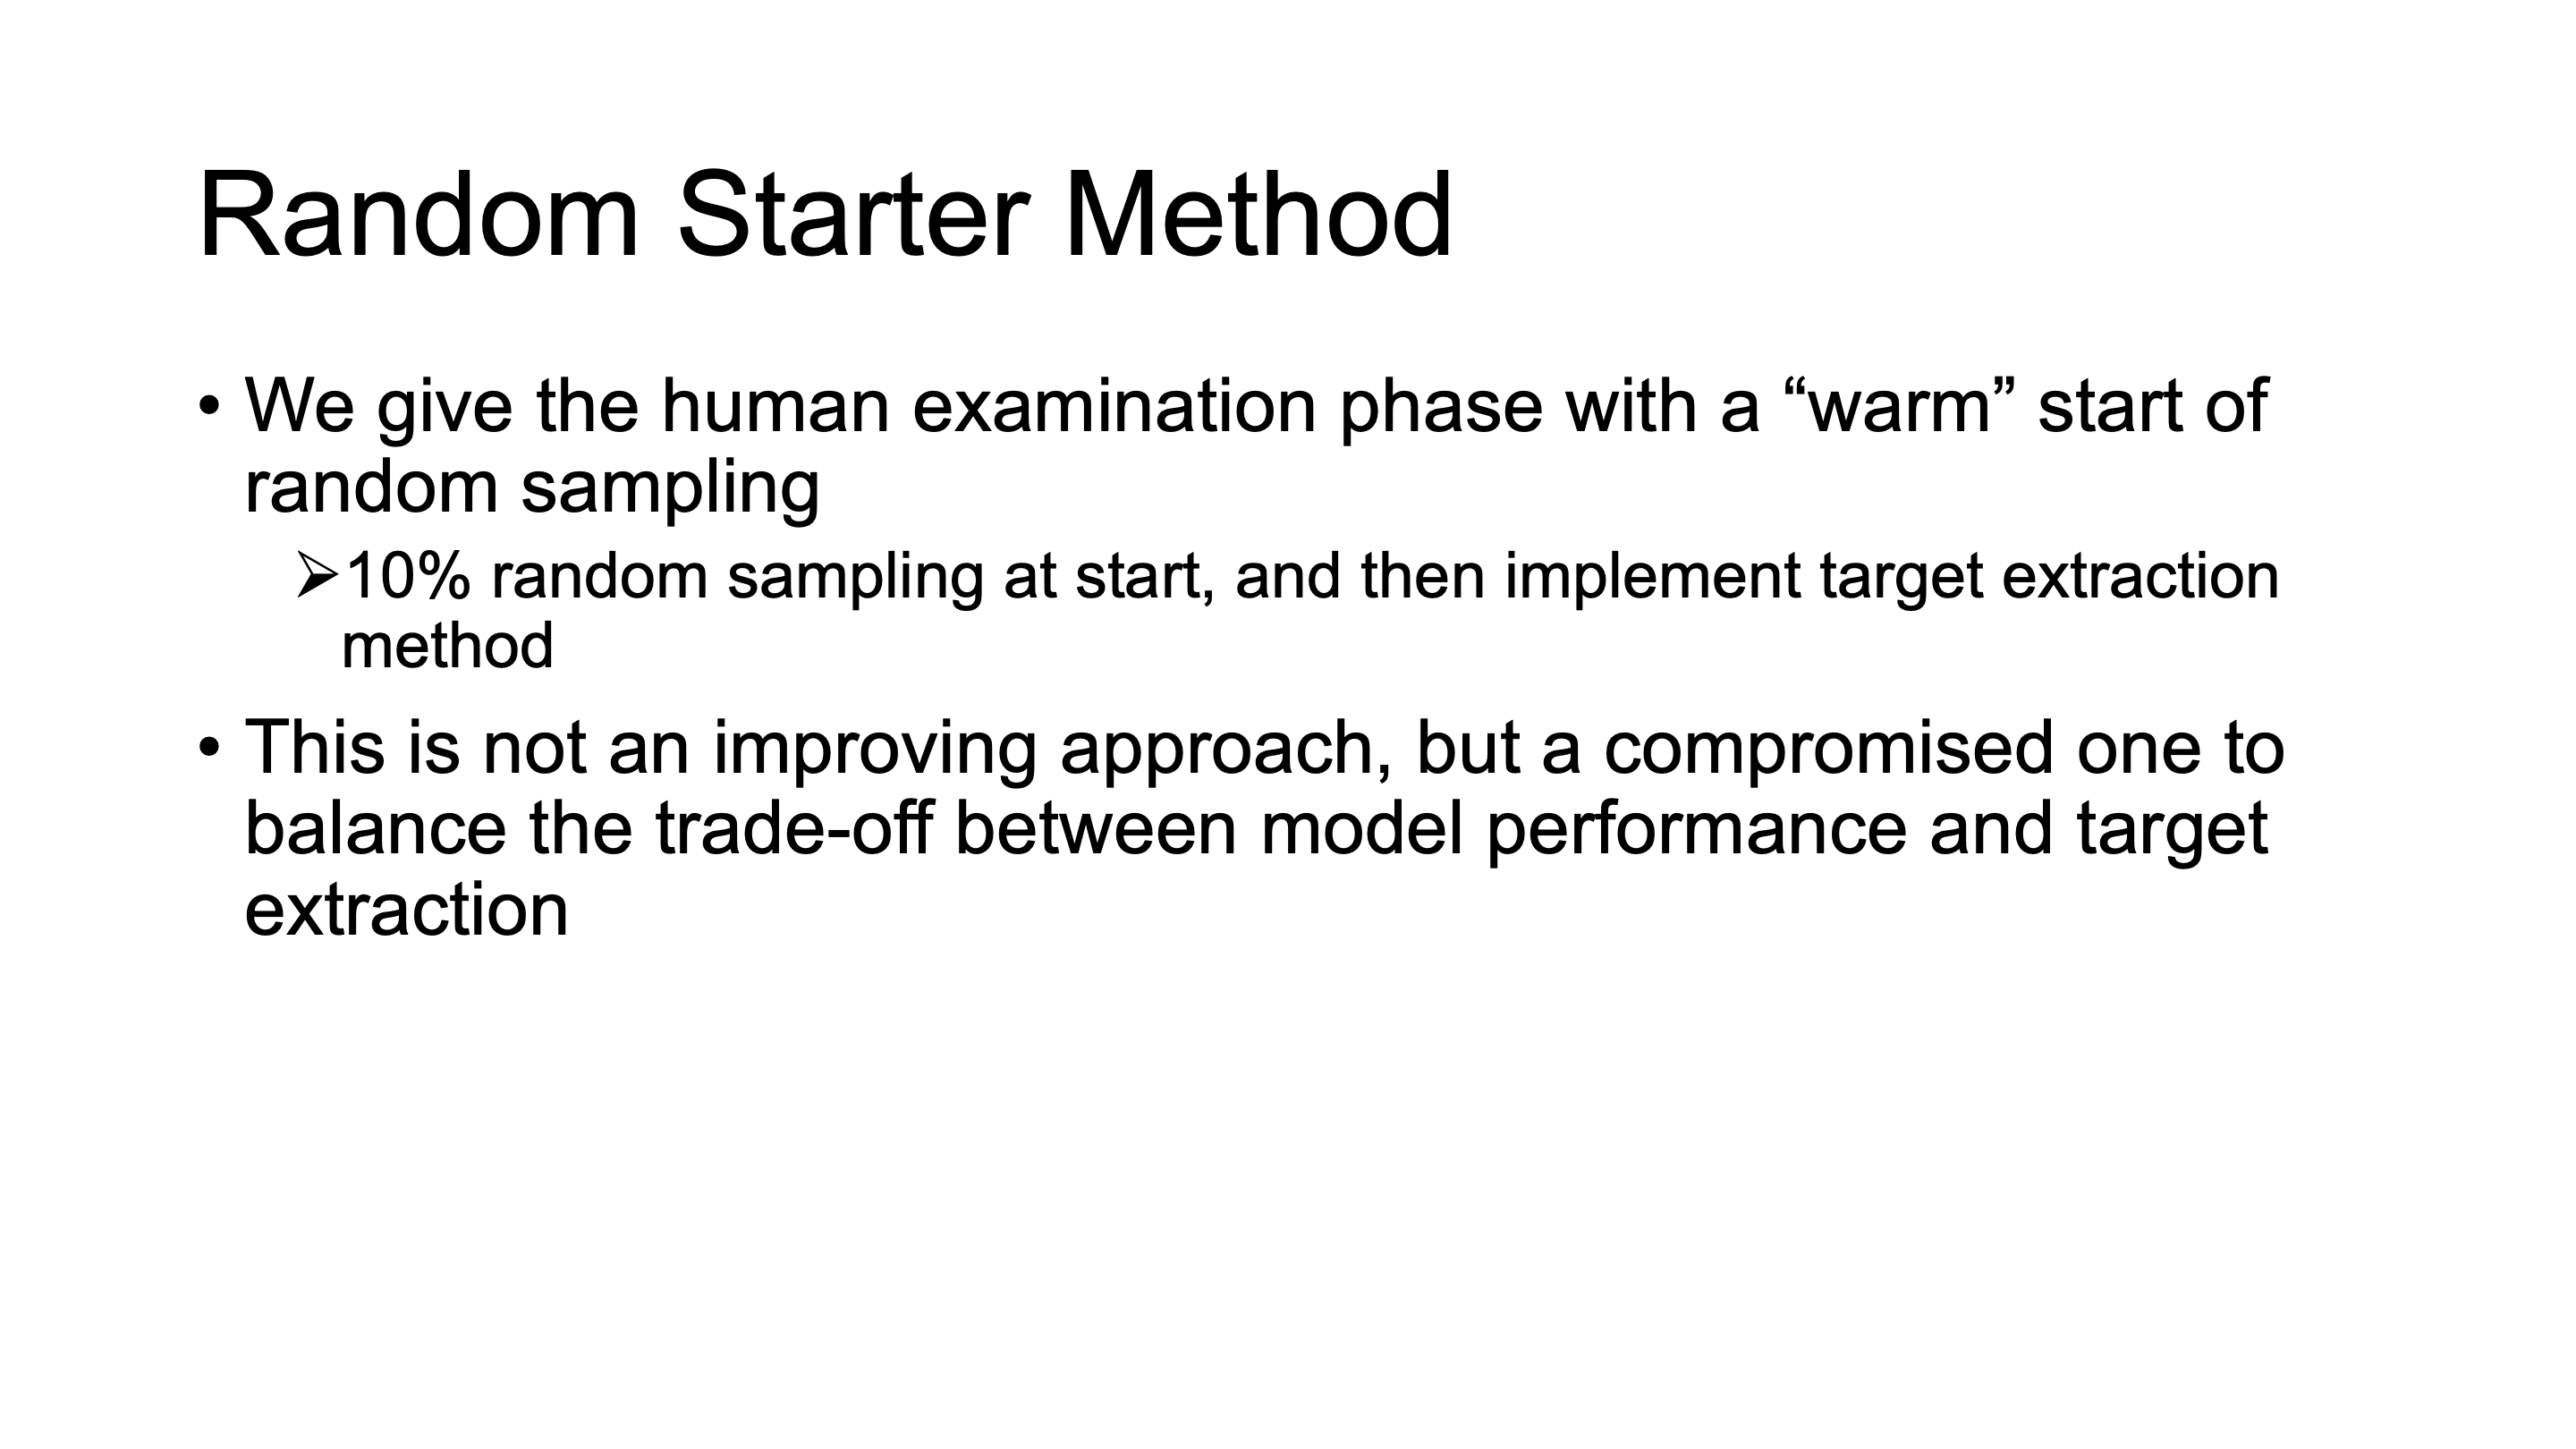 Random Starter Method
• We give the human examination phase with a “warm” start of
random sampling
➢10% random sampling at start, and then implement target extraction
method
• This is not an improving approach, but a compromised one to
balance the trade-off between model performance and target
extraction